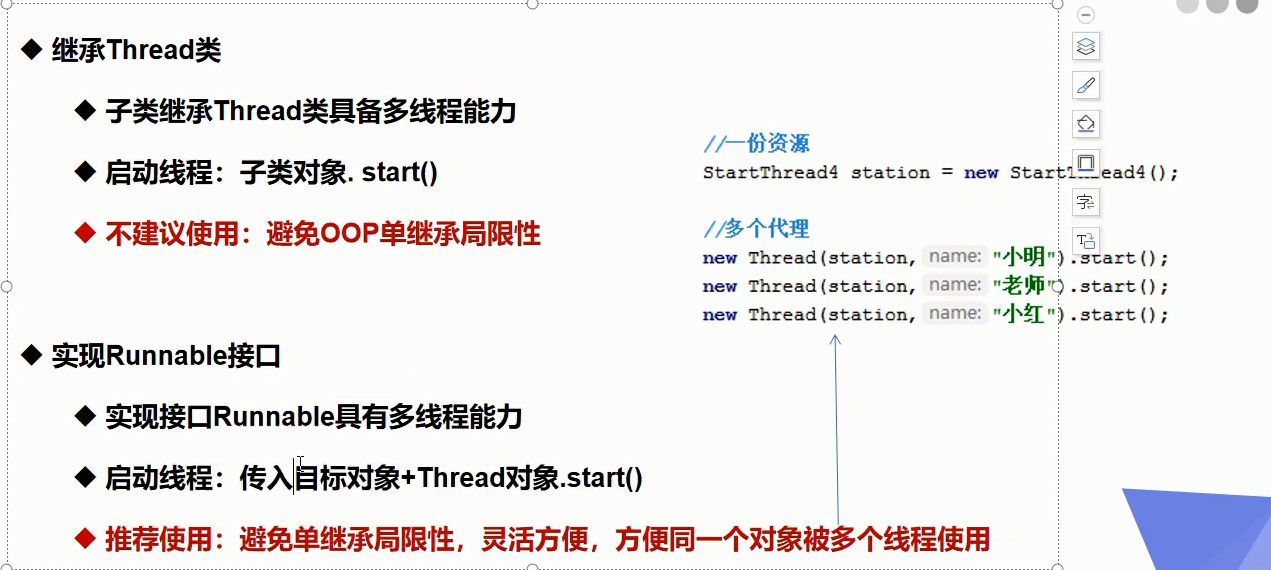 ◆ 继承Thread类
◆ 子类继承Thread类具备多线程能力
◆ 启动线程：子类对象. start()
◆ 不建议使用：避免OOP单继承局限性
◆ 实现Runnable接口
◆ 实现接口Runnable具有多线程能力
◆ 启动线程：传入目标对象+Thread对象.start()
◆ 推荐使用：避免单继承局限性，灵活方便，方便同一个对象被多个线程使用
//一份资源
StartThread4 station = new StartThread4();
//多个代理
new Thread(station, name: "小明").start();
new Thread(station, name: "老师").start();
new Thread(station, name: "小红").start();
字
T